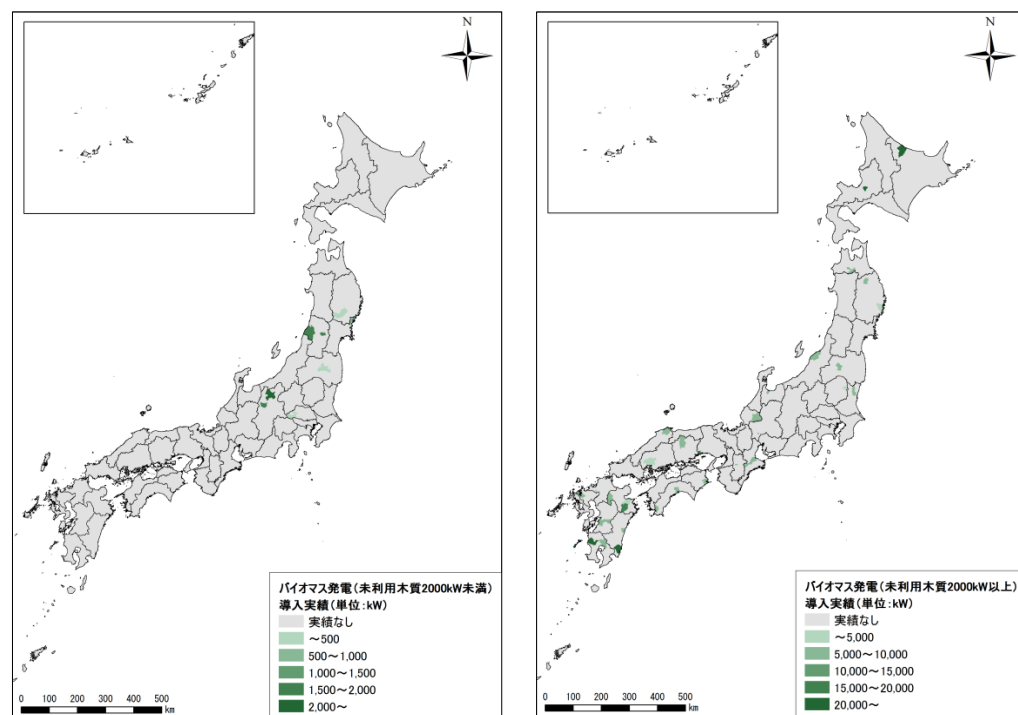 N
バイオマス発電(未利用木質2000kW未満)
導入実績(単位:kW)
実績なし
～500
500～1,000
1,000～1,500
1,500～2,000
2,000～
0 100 200 300 400 500
km
N
バイオマス発電(未利用木質2000kW以上)
導入実績(単位:kW)
実績なし
～5,000
5,000～10,000
10,000～15,000
15,000～20,000
20,000～
0 100 200 300 400 500
km